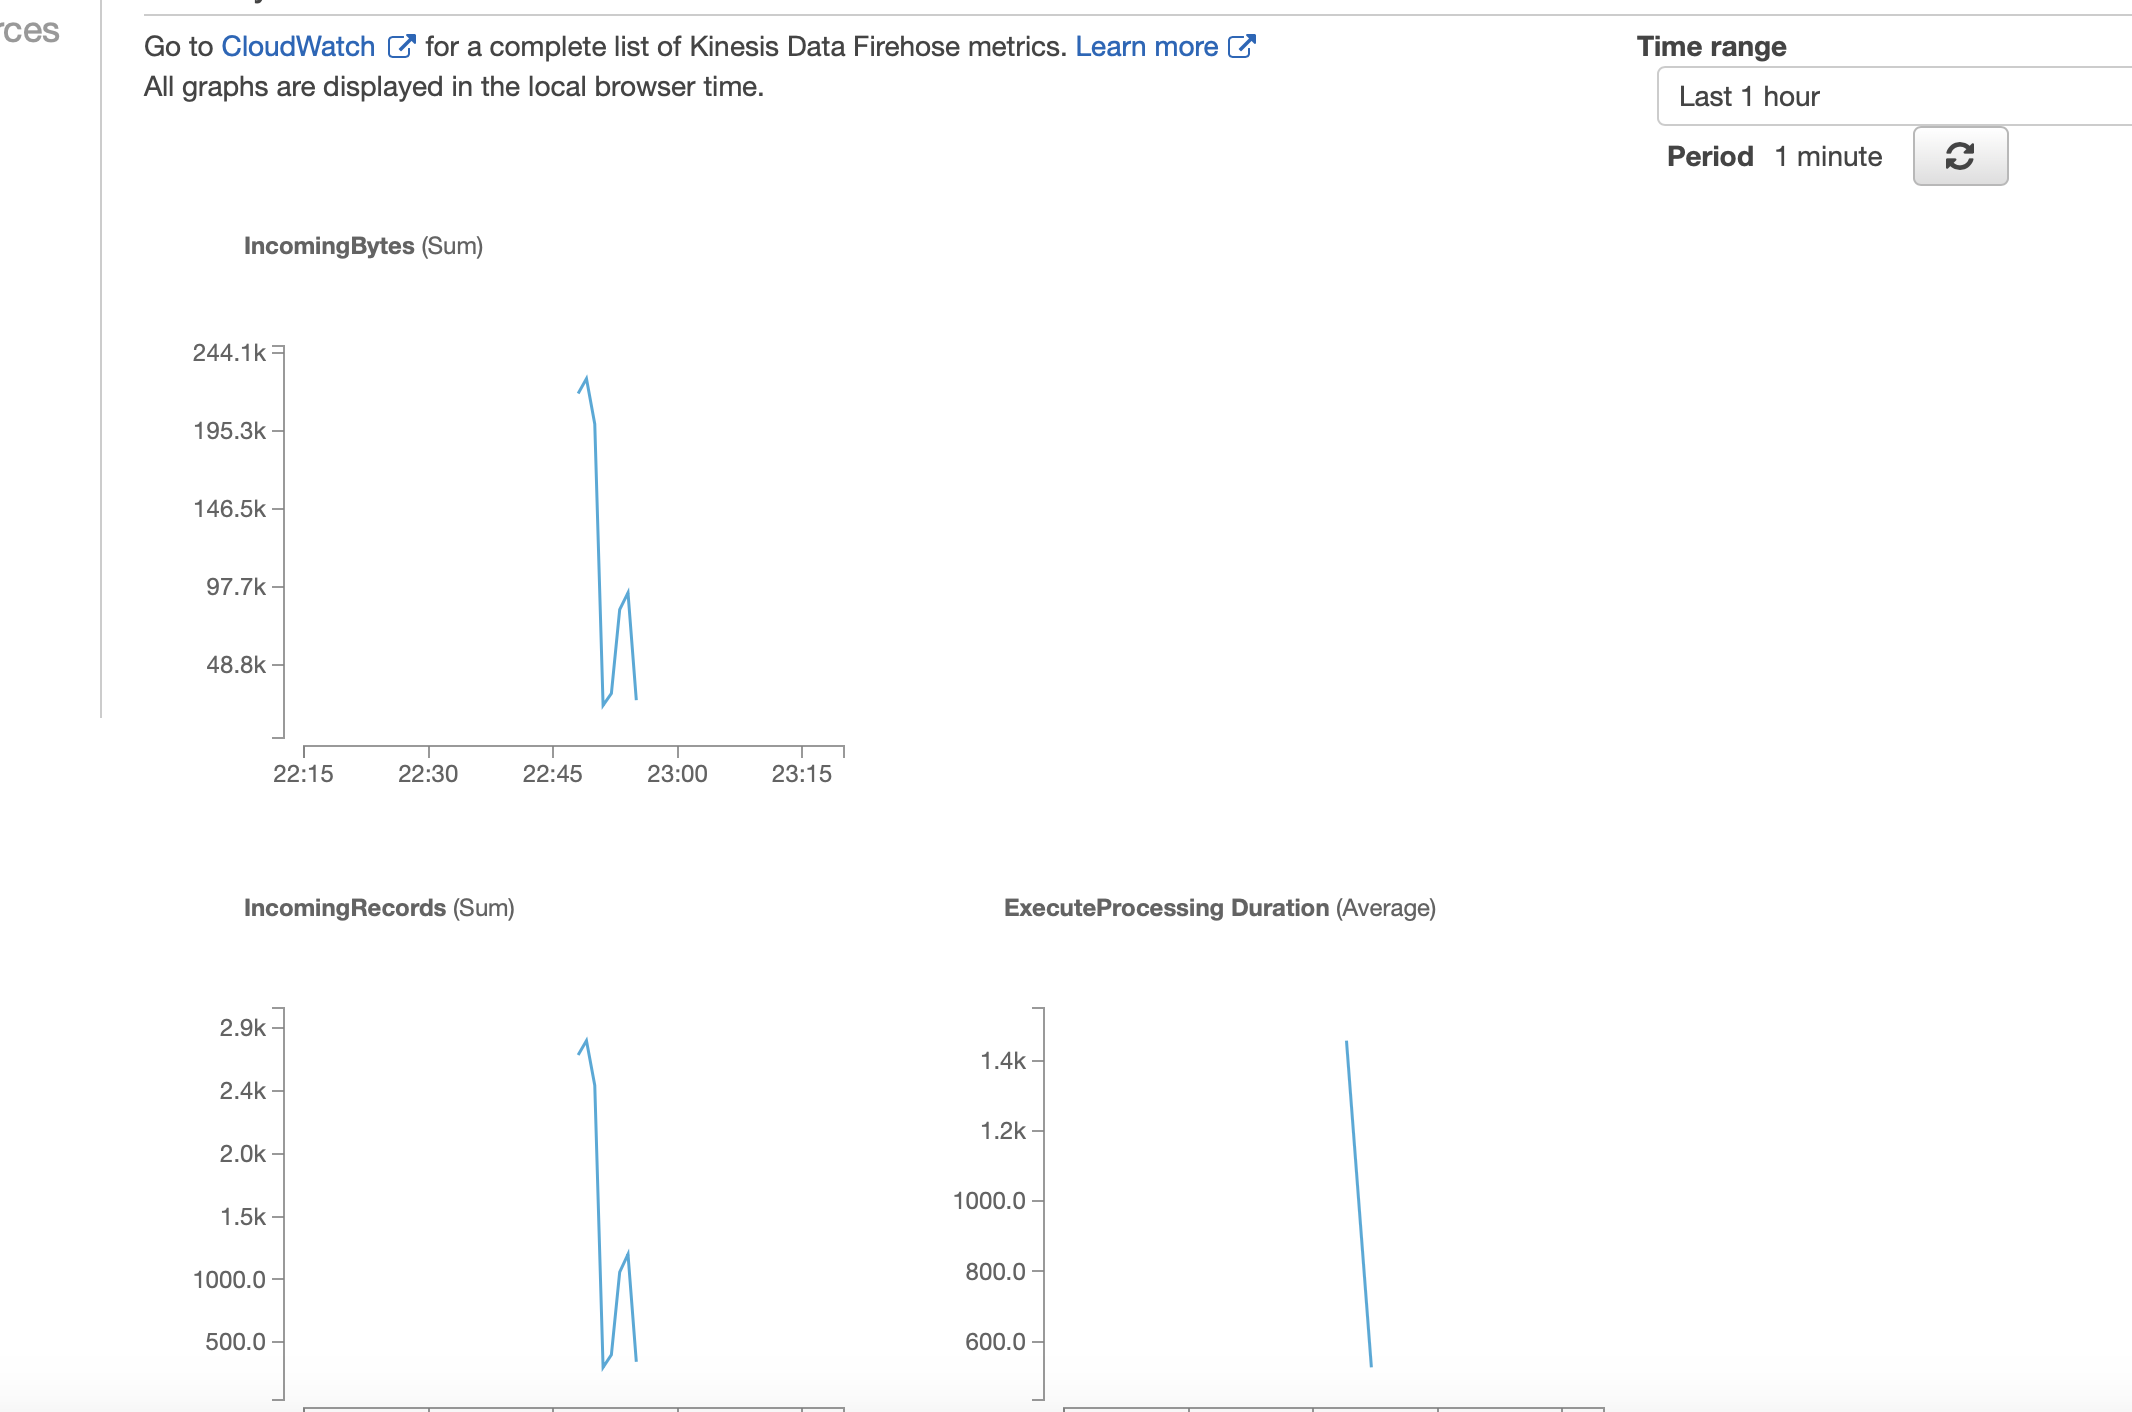 rces
Go to CloudWatch for a complete list of Kinesis Data Firehose metrics. Learn more
All graphs are displayed in the local browser time.
Time range
Last 1 hour
Period 1 minute
IncomingBytes (Sum)
244.1k
195.3k
146.5k
97.7k
48.8k
22:15 22:30 22:45 23:00 23:15
IncomingRecords (Sum)
2.9k
2.4k
2.0k
1.5k
1000.0
500.0
ExecuteProcessing Duration (Average)
1.4k
1.2k
1000.0
800.0
600.0